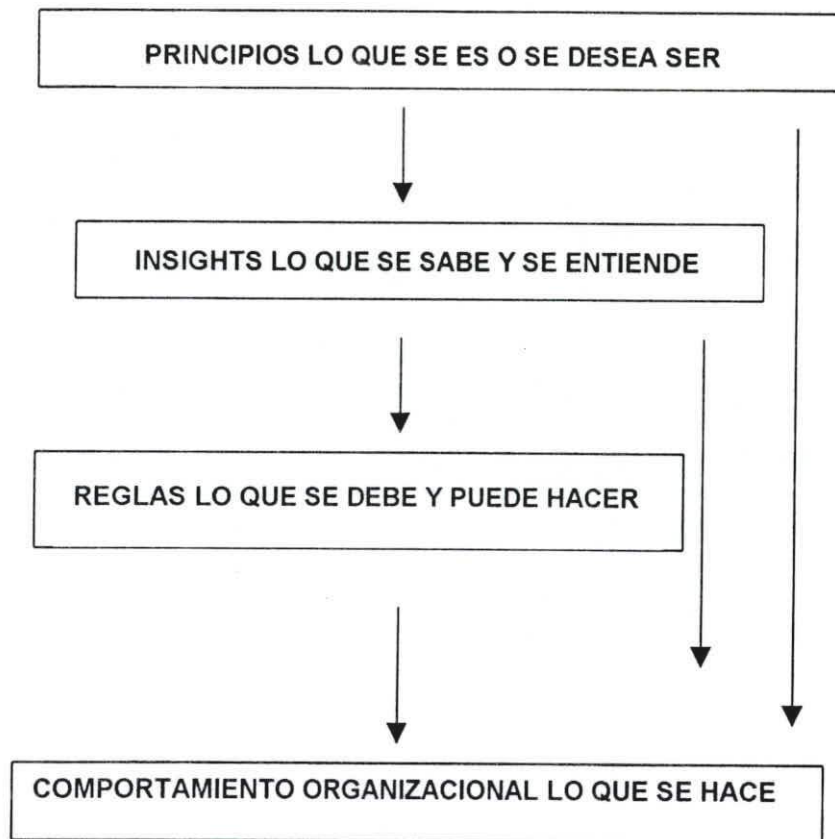 PRINCIPIOS LO QUE SE ES O SE DESEA SER
INSIGHTS LO QUE SE SABE Y SE ENTIENDE
REGLAS LO QUE SE DEBE Y PUEDE HACER
COMPORTAMIENTO ORGANIZACIONAL LO QUE SE HACE